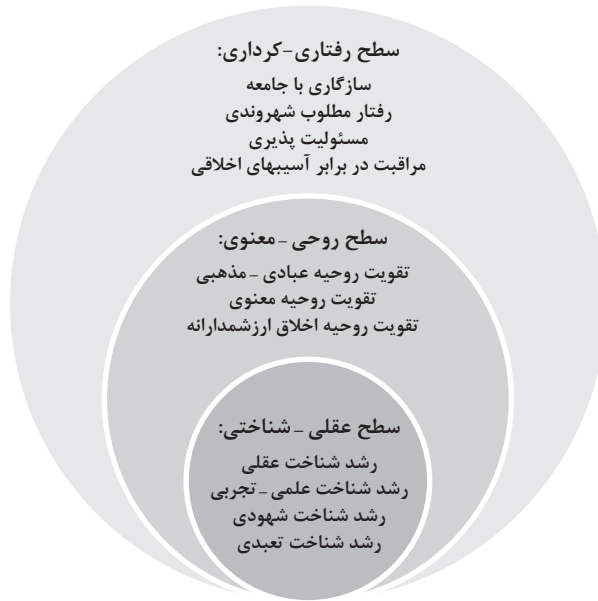 سطح رفتاری-کرداری:
سازگاری با جامعه
رفتار مطلوب شهروندی
مسئولیت پذیری
مراقبت در برابر آسیبهای اخلاقی
سطح روحی - معنوی:
تقویت روحیه عبادی - مذهبی
تقویت روحیه معنوی
تقویت روحیه اخلاق ارزشمدارانه
سطح عقلی - شناختی:
رشد شناخت عقلی
رشد شناخت علمی - تجربی
رشد شناخت شهودی
رشد شناخت تعبدی